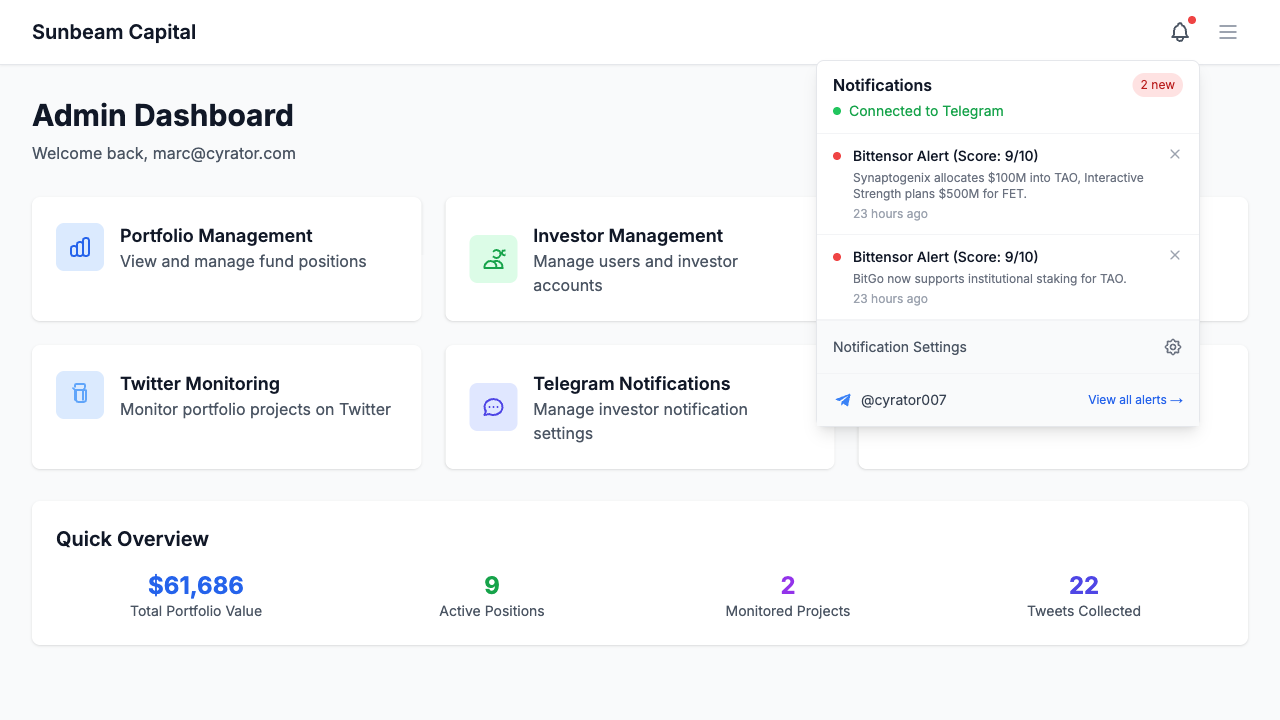 Sunbeam Capital
Notifications
2 new
Connected to Telegram
Bittensor Alert (Score: 9/10)
Synaptogenix allocates $100M into TAO, Interactive
Strength plans $500M for FET.
23 hours ago
Bittensor Alert (Score: 9/10)
BitGo now supports institutional staking for TAO.
23 hours ago
Notification Settings
@cyrator007
View all alerts →
Admin Dashboard
Welcome back, marc@cyrator.com
Portfolio Management
View and manage fund positions
Investor Management
Manage users and investor
accounts
Twitter Monitoring
Monitor portfolio projects on Twitter
Telegram Notifications
Manage investor notification
settings
Quick Overview
$61,686
Total Portfolio Value
9
Active Positions
2
Monitored Projects
22
Tweets Collected